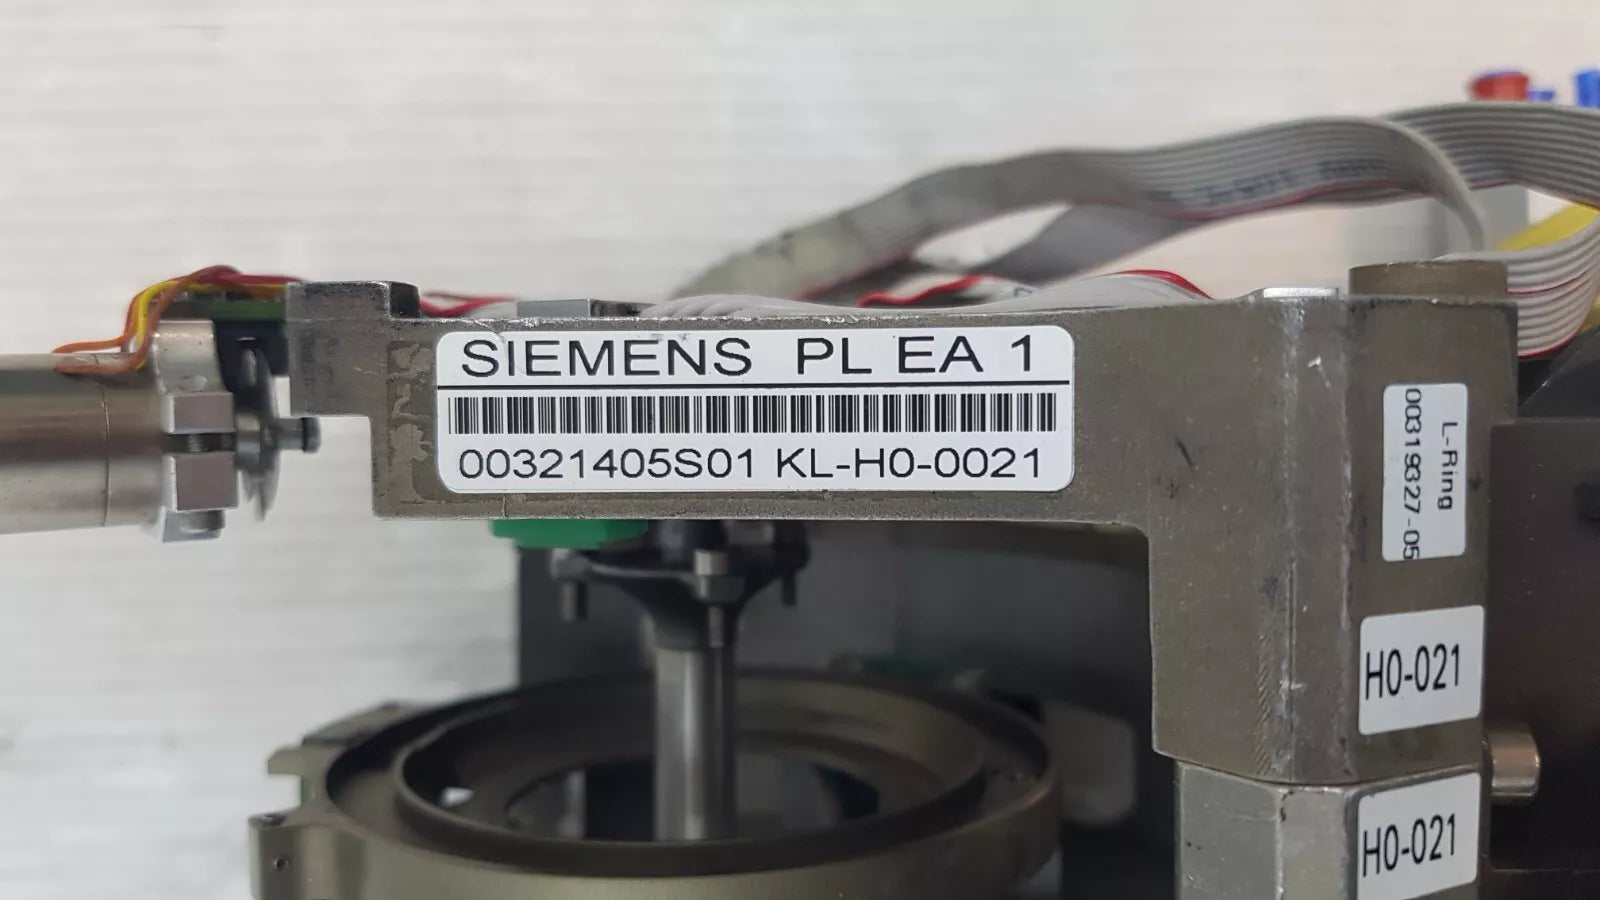 SIEMENS PL EA 1
00321405S01 KL-H0-0021
L-Ring
00319327-05
H0-021
H0-021